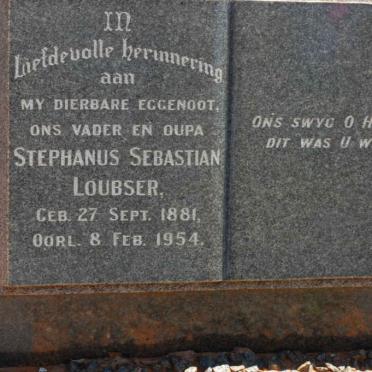 IN
Liefdevolle herinnering
aan
MY DIERBARE EGGENOOT,
ONS VADER EN OUPA
STEPHANUS SEBASTIAN
LOUBSER,
GEB. 27 SEPT. 1881,
OORL. 8 FEB. 1954.
ONS SWYG O
DIT WAS U